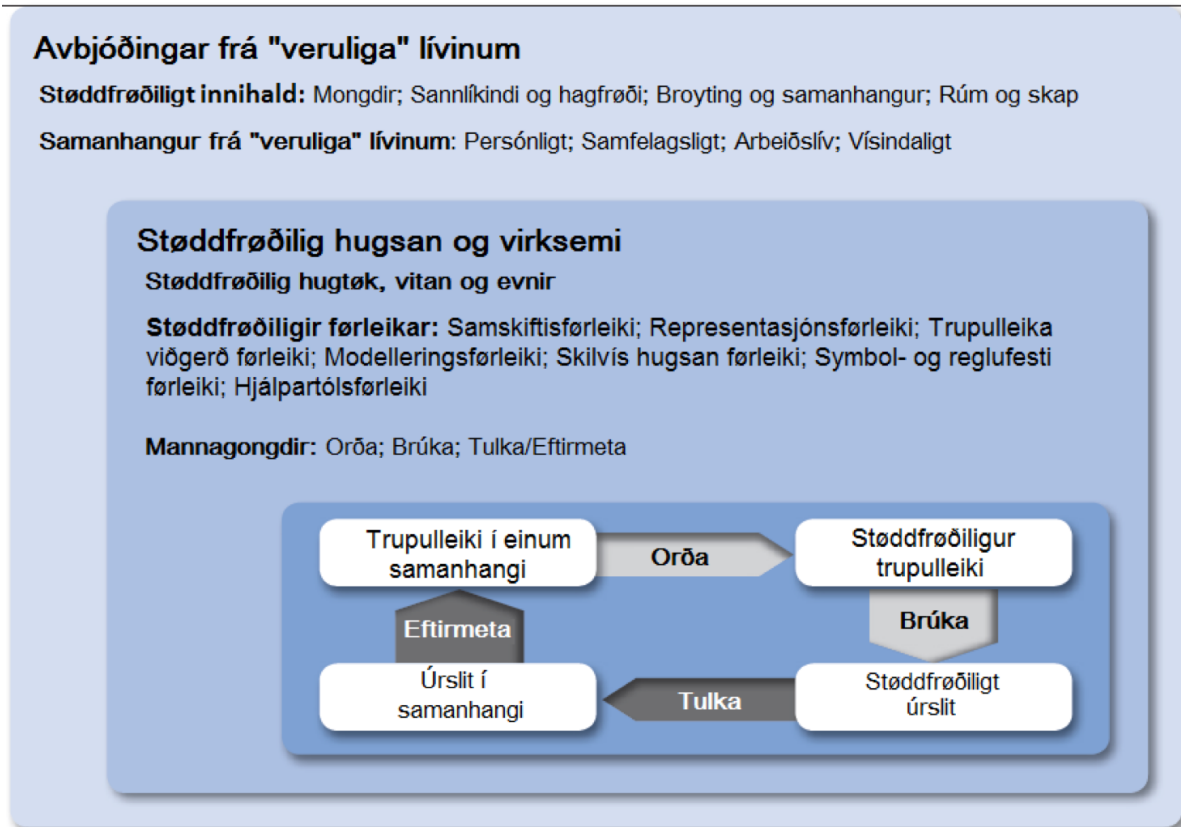 Avbjóðingar frá "veruliga" lívinum
Støddfrøðiligt innihald: Mongdir; Sannlíkindi og hagfrøði; Broyting og samanhangur; Rúm og skap
Samanhangur frá "veruliga" lívinum: Persónligt; Samfelagsligt; Arbeiðslív; Vísindaligt
Støddfrøðilig hugsan og virksemi
Støddfrøðilig hugtøk, vitan og evnir
Støddfrøðiligir førleikar: Samskiftisførleiki; Representasjónsførleiki; Trupulleika
viðgerð førleiki; Modelleringsførleiki; Skilvís hugsan førleiki; Symbol- og reglufesti
førleiki; Hjálpartólsførleiki
Mannagongdir: Orða; Brúka; Tulka/Eftirmeta
Trupulleiki í einum
samanhangi
Orða
Støddfrøðiligur
trupulleiki
Eftirmeta
Brúka
Úrslit í
samanhangi
Tulka
Støddfrøðiligt
úrslit